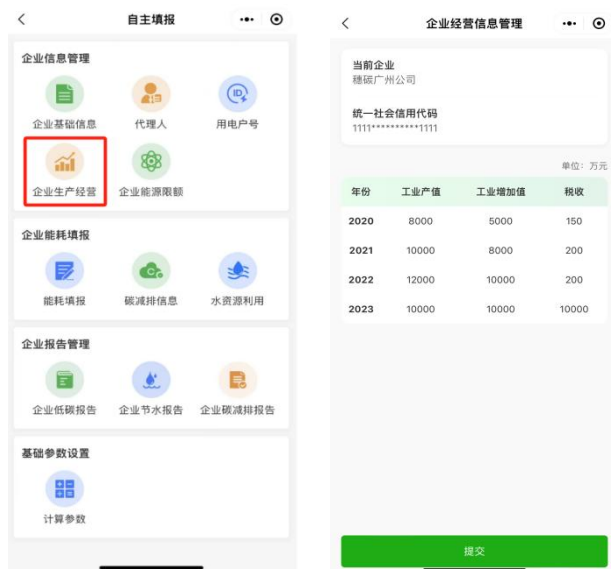 自主填报
企业信息管理
企业基础信息 代理人 用电户号
企业生产经营 企业能源限额
企业能耗填报
能耗填报 碳减排信息 水资源利用
企业报告管理
企业低碳报告 企业节水报告 企业碳减排报告
基础参数设置
计算参数
企业经营信息管理
当前企业
穗碳广州公司
统一社会信用代码
1111**********1111
单位：万元
年份 工业产值 工业增加值 税收
2020 8000 5000 150
2021 10000 8000 200
2022 12000 10000 200
2023 10000 10000 10000
提交